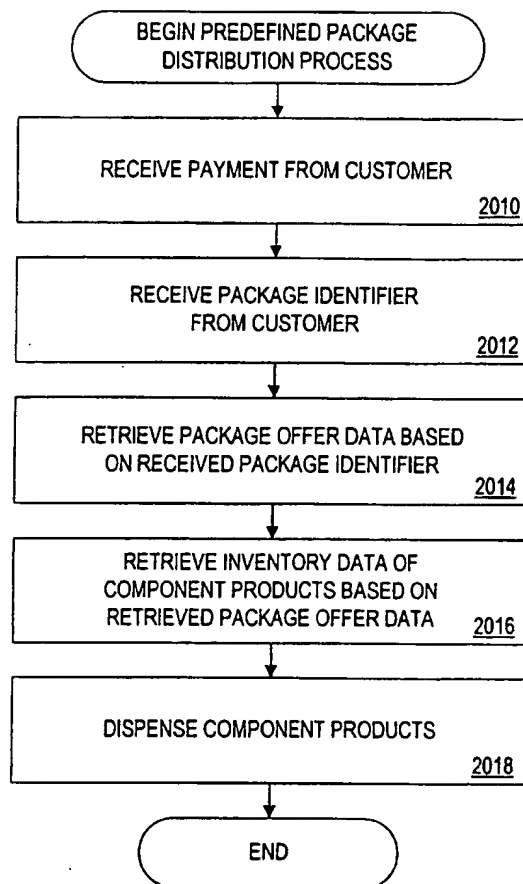 BEGIN PREDEFINED PACKAGE
DISTRIBUTION PROCESS
RECEIVE PAYMENT FROM CUSTOMER
2010
RECEIVE PACKAGE IDENTIFIER
FROM CUSTOMER
2012
RETRIEVE PACKAGE OFFER DATA BASED
ON RECEIVED PACKAGE IDENTIFIER
2014
RETRIEVE INVENTORY DATA OF
COMPONENT PRODUCTS BASED ON
RETRIEVED PACKAGE OFFER DATA
2016
DISPENSE COMPONENT PRODUCTS
2018
END